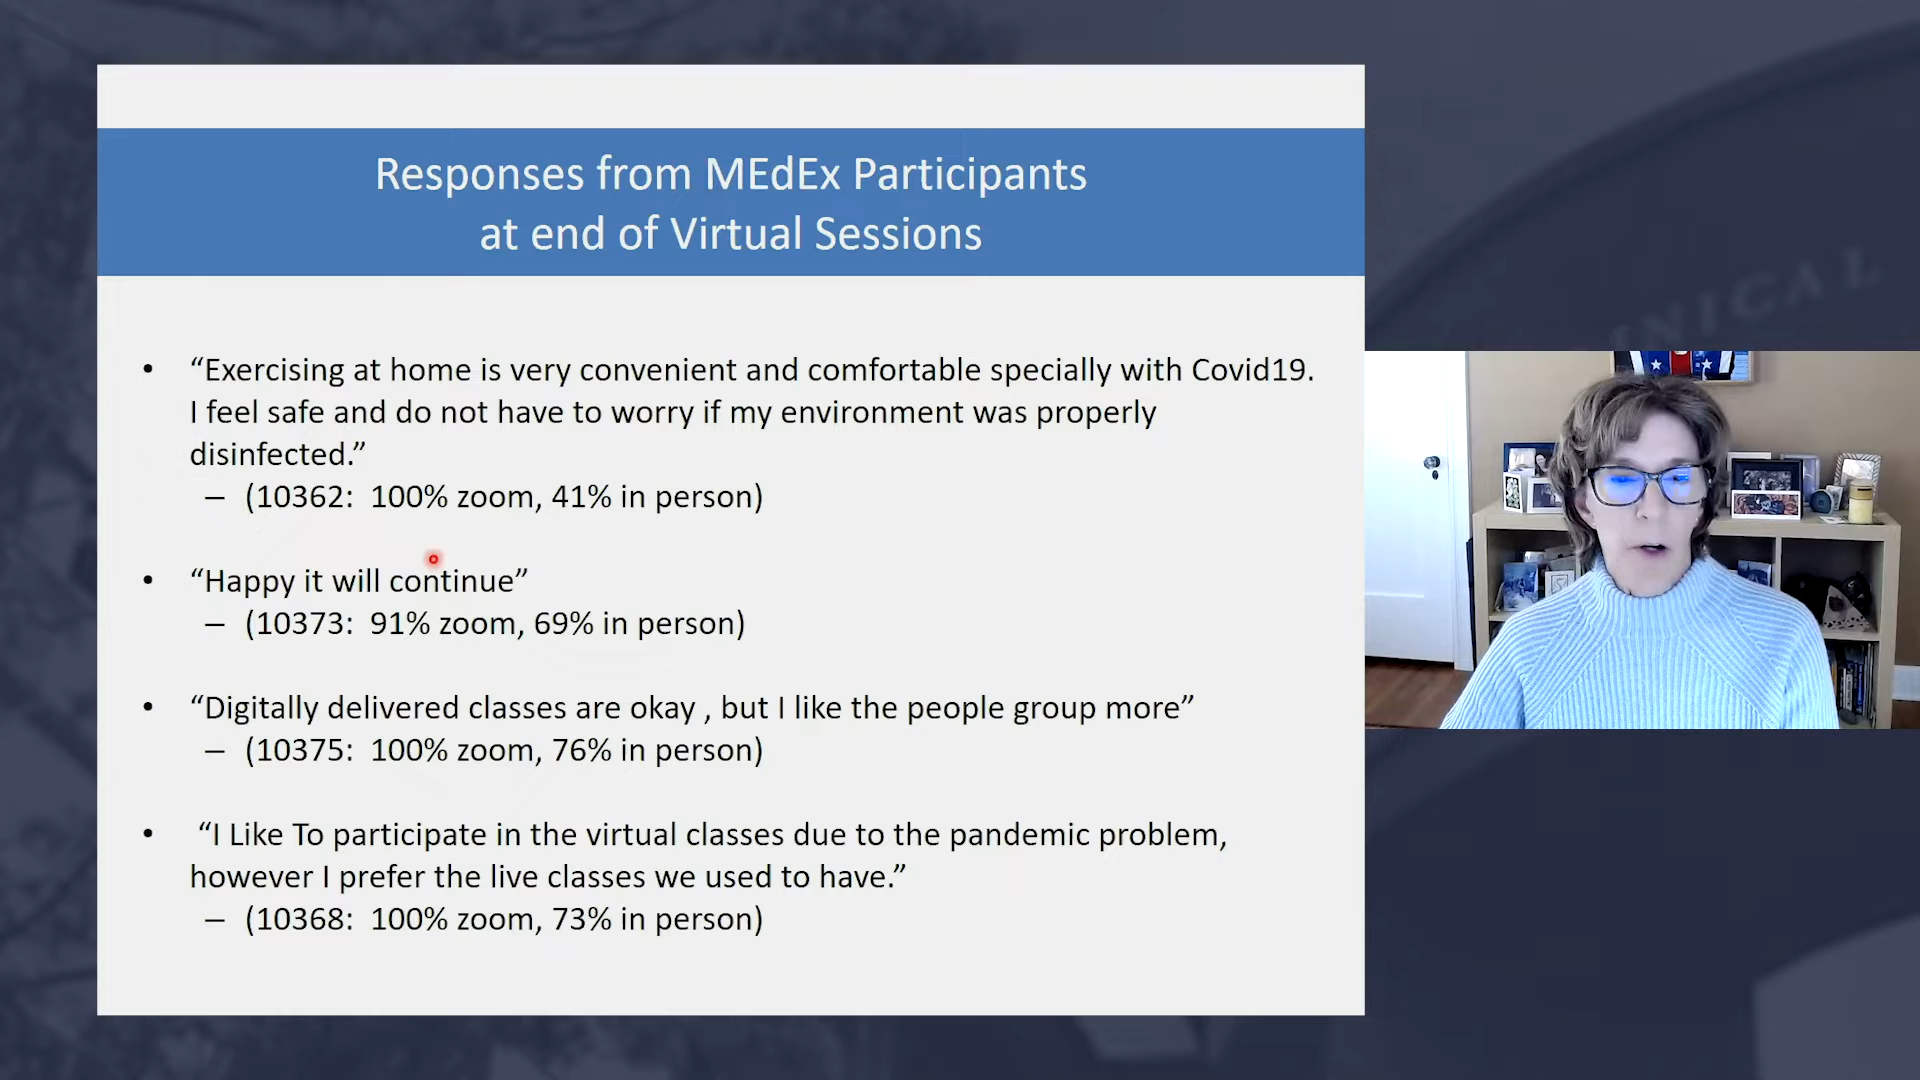 Responses from MEdEx Participants
at end of Virtual Sessions
• “Exercising at home is very convenient and comfortable specially with Covid19.
I feel safe and do not have to worry if my environment was properly
disinfected.”
– (10362:  100% zoom, 41% in person)
• “Happy it will continue”
– (10373:  91% zoom, 69% in person)
• “Digitally delivered classes are okay , but I like the people group more”
– (10375:  100% zoom, 76% in person)
• “I Like To participate in the virtual classes due to the pandemic problem,
however I prefer the live classes we used to have.”
– (10368:  100% zoom, 73% in person)
NICAL